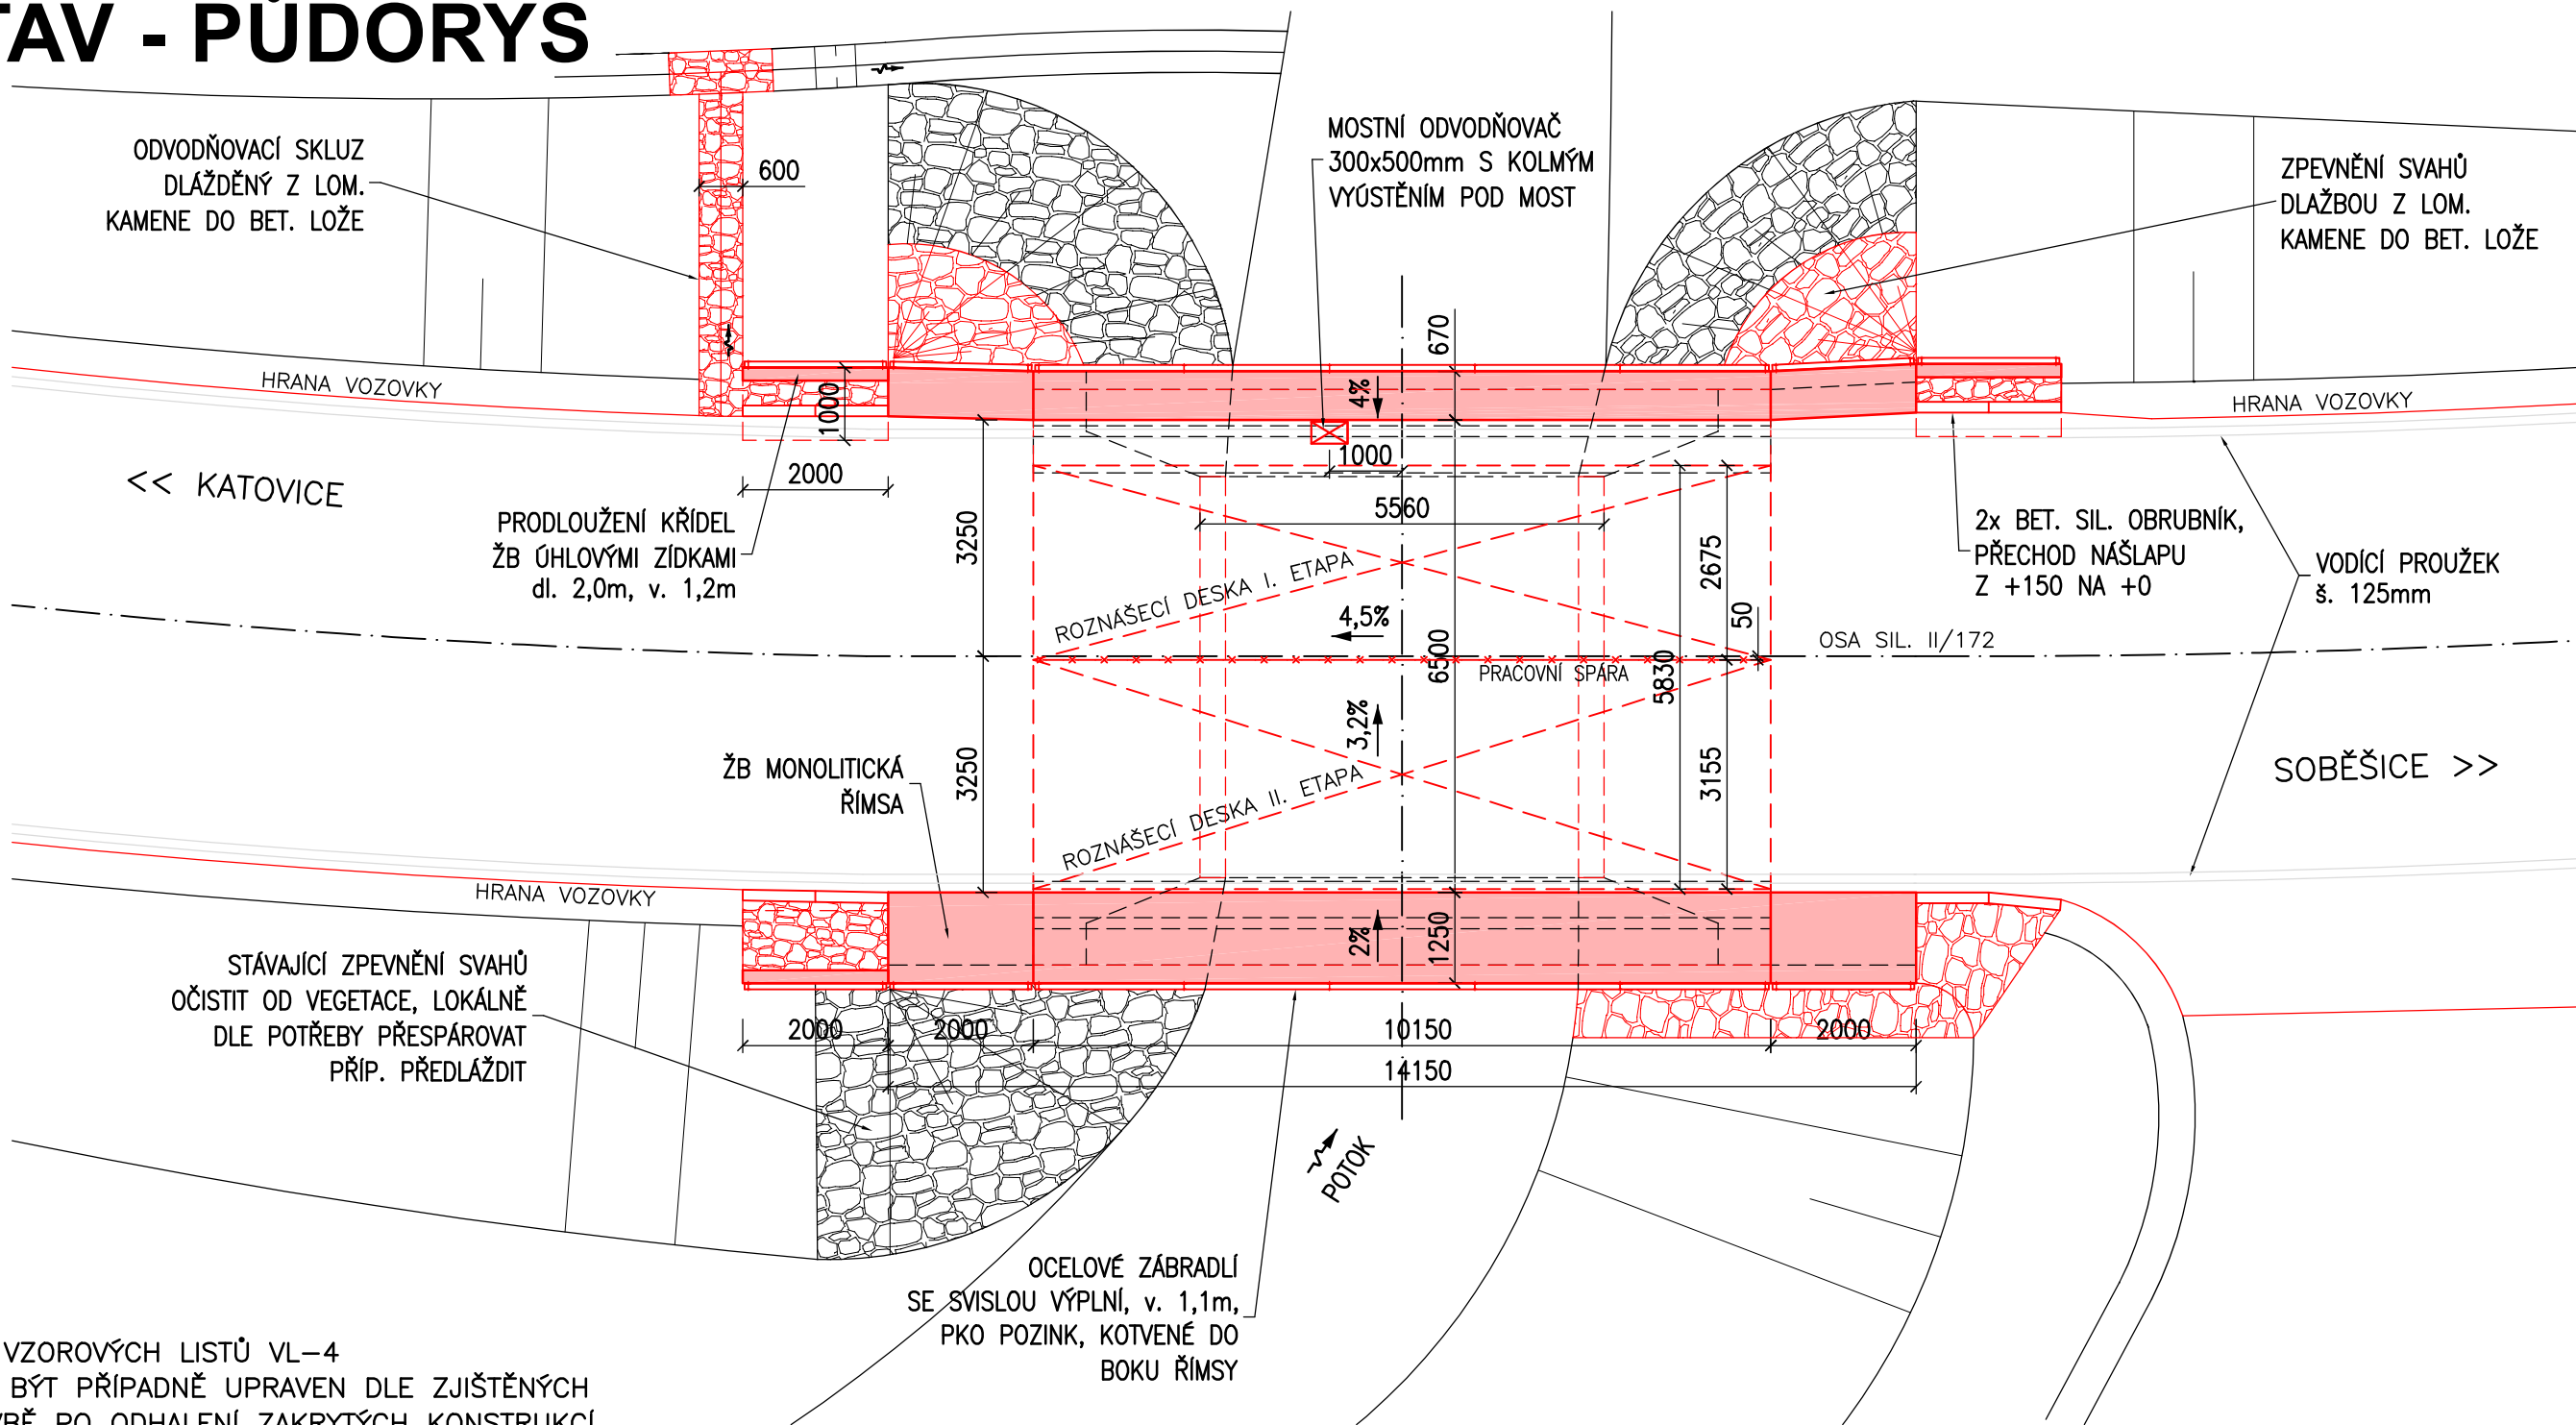 TAV - PŮDORYS
ODVODŇOVACÍ SKLUZ
DLÁŽDĚNÝ Z LOM.
KAMENE DO BET. LOŽE
600
MOSTNÍ ODVODŇOVAČ
300x500mm S KOLMÝM
VYÚSTĚNÍM POD MOST
ZPEVNĚNÍ SVAHŮ
DLAŽBOU Z LOM.
KAMENE DO BET. LOŽE
670
4%
HRANA VOZOVKY
1000
HRANA VOZOVKY
<< KATOVICE
2000
1000
5560
PRODLOUŽENÍ KŘÍDEL
ŽB ÚHLOVÝMI ZÍDKAMI
dl. 2,0m, v. 1,2m
3250
2675
2x BET. SIL. OBRUBNÍK,
PŘECHOD NÁŠLAPU
Z +150 NA +0
VODÍCÍ PROUŽEK
š. 125mm
ROZNÁŠECÍ DESKA I. ETAPA
4,5%
50
6500
5830
OSA SIL. II/172
PRACOVNÍ SPÁRA
3,2%
3250
3155
ŽB MONOLITICKÁ
ŘÍMSA
ROZNÁŠECÍ DESKA II. ETAPA
SOBĚŠICE >>
HRANA VOZOVKY
2%
1250
STÁVAJÍCÍ ZPEVNĚNÍ SVAHŮ
OČISTIT OD VEGETACE, LOKÁLNĚ
DLE POTŘEBY PŘESPÁROVAT
PŘÍP. PŘEDLÁŽDIT
2000
2000
10150
2000
14150
POTOK
OCELOVÉ ZÁBRADLÍ
SE SVISLOU VÝPLNÍ, v. 1,1m,
PKO POZINK, KOTVENÉ DO
BOKU ŘÍMSY
VZOROVÝCH LISTŮ VL-4
BÝT PŘÍPADNĚ UPRAVEN DLE ZJIŠTĚNÝCH
PO ODHALENÍ ZAKRYTÝCH KONSTRUKCÍ